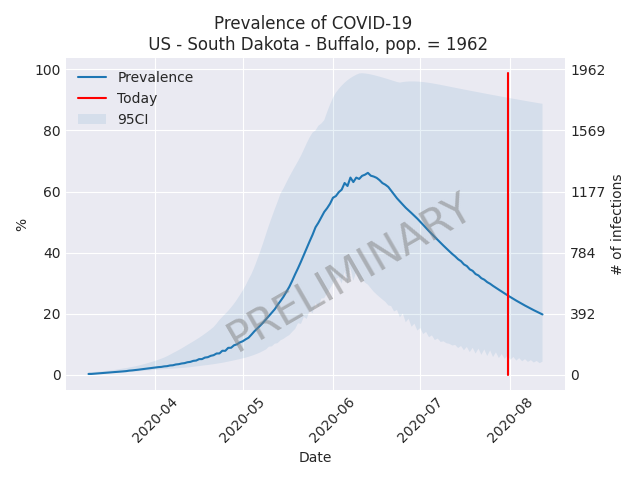 Prevalence of COVID-19
US - South Dakota - Buffalo, pop. = 1962
Prevalence
Today
95CI
100
80
60
40
20
0
%
1962
1569
1177
784
392
0
# of infections
PRELIMINARY
2020-04
2020-05
2020-06
2020-07
2020-08
Date